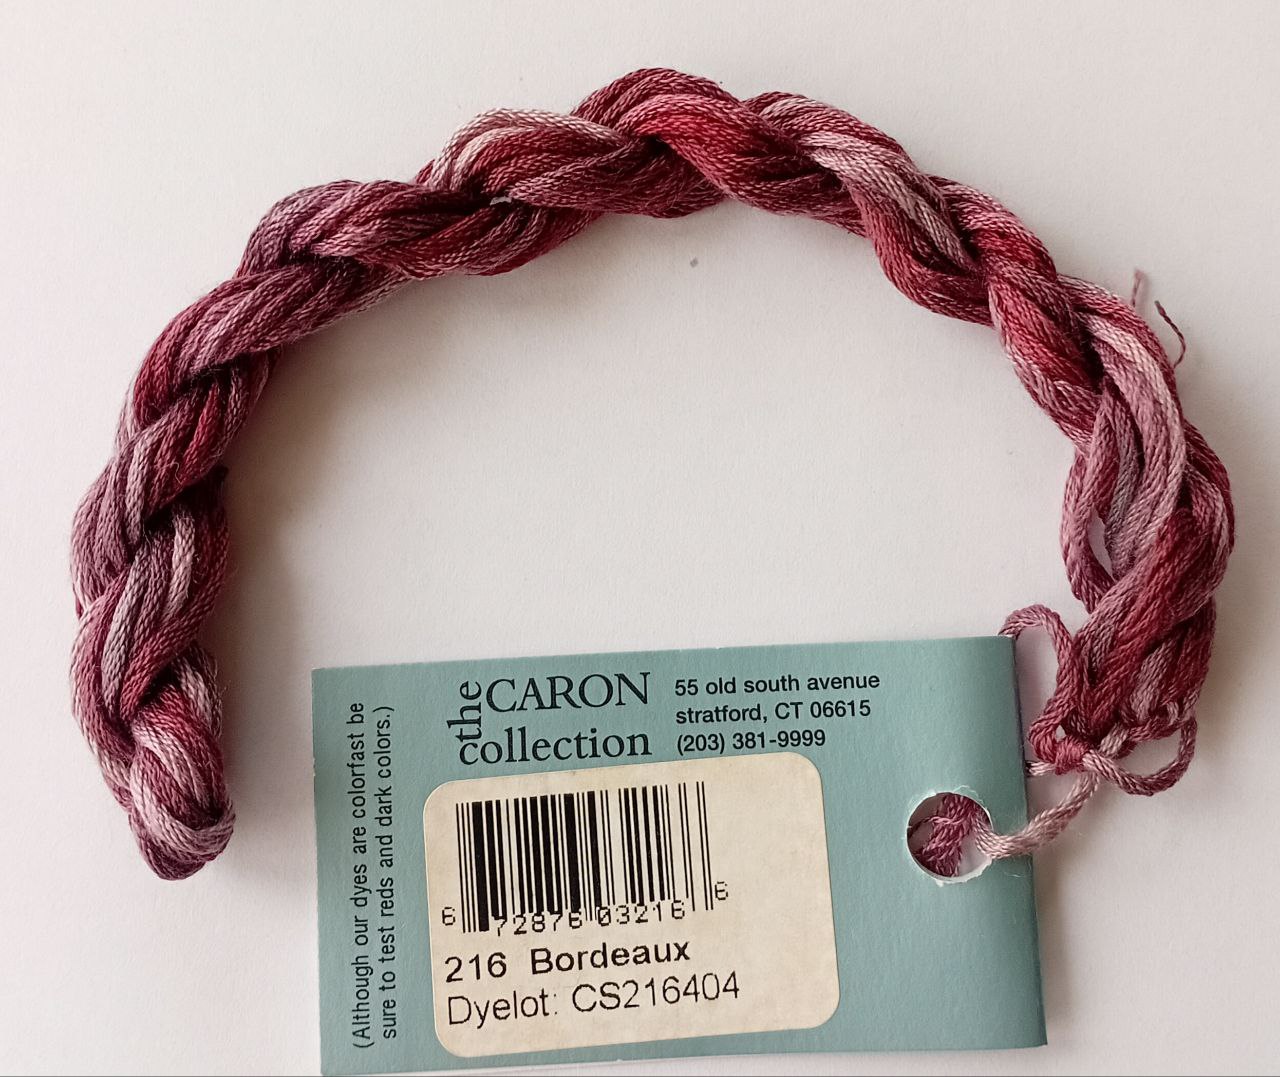 the CARON
collection
55 old south avenue
stratford, CT 06615
(203) 381-9999
(Although our dyes are colorfast be
sure to test reds and dark colors.)
6 72876 03216 6
216 Bordeaux
Dyelot: CS216404